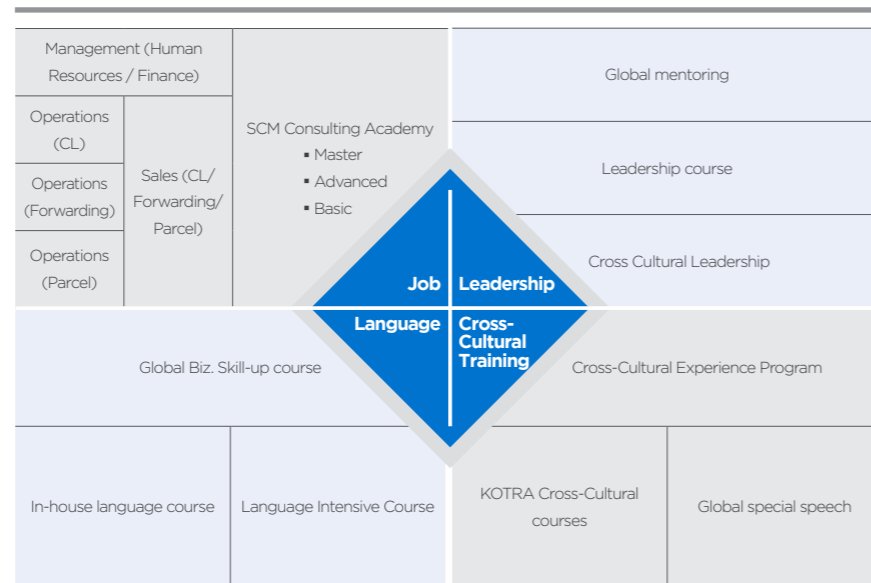 Management (Human
Resources / Finance)
Operations
(CL)
Operations
(Forwarding)
Operations
(Parcel)
Sales (CL/
Forwarding/
Parcel)
SCM Consulting Academy
▪ Master
▪ Advanced
▪ Basic
Global mentoring
Leadership course
Cross Cultural Leadership
Job
Leadership
Language
Cross-
Cultural
Training
Global Biz. Skill-up course
In-house language course
Language Intensive Course
Cross-Cultural Experience Program
KOTRA Cross-Cultural
courses
Global special speech